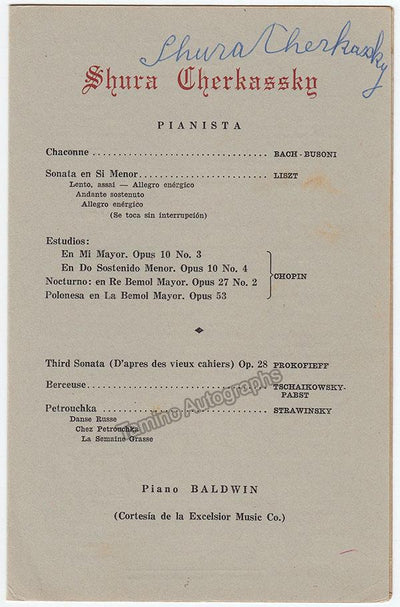 Shura Cherkassky
Shura Cherkassky
PIANISTA
Chaconne ........................................ BACH - BUSONI
Sonata en Si Menor ............................. LISZT
Lento, assai — Allegro enérgico
Andante sostenuto
Allegro enérgico
(Se toca sin interrupción)
Estudios:
En Mi Mayor. Opus 10 No. 3
En Do Sostenido Menor. Opus 10 No. 4
CHOPIN
Nocturno: en Re Bemol Mayor. Opus 27 No. 2
Polonesa en La Bemol Mayor. Opus 53
Third Sonata (D'apres des vieux cahiers) Op. 28 PROKOFIEFF
Berceuse ........................................ TSCHAIKOWSKY-
PABST
Petrouchka ..................................... STRAWINSKY
Danse Russe
Chez Petrouchka
La Semaine Grasse
Tamino Autographs
Piano BALDWIN
(Cortesía de la Excelsior Music Co.)